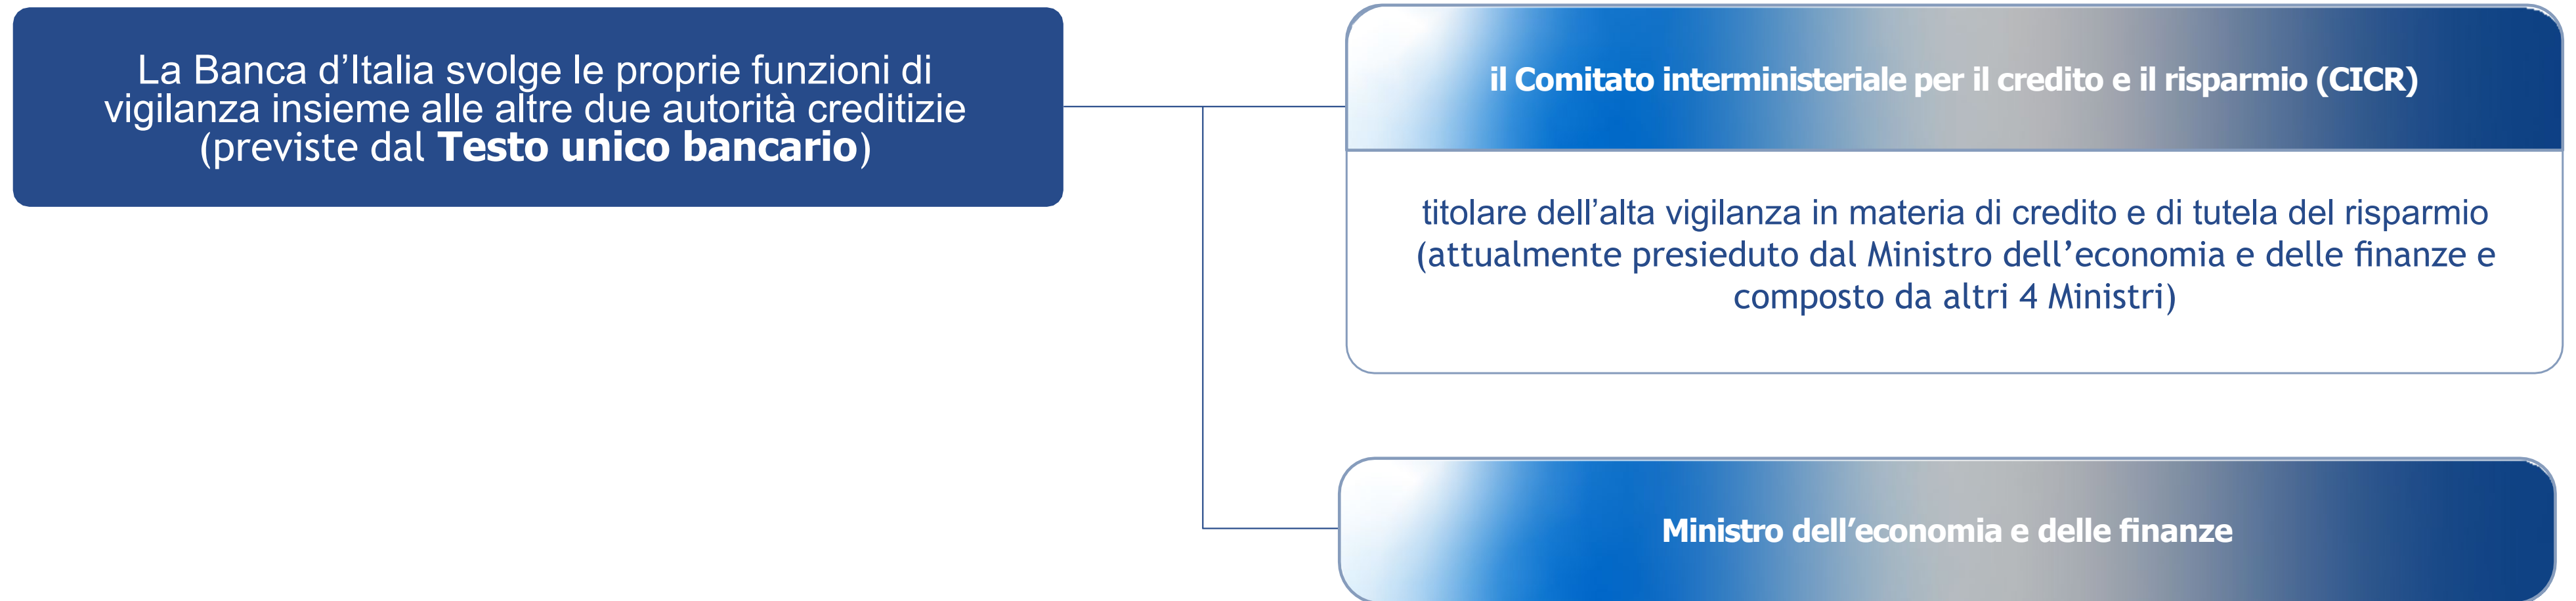 La Banca d’Italia svolge le proprie funzioni di
vigilanza insieme alle altre due autorità creditizie
(previste dal Testo unico bancario)
il Comitato interministeriale per il credito e il risparmio (CICR)
titolare dell’alta vigilanza in materia di credito e di tutela del risparmio
(attualmente presieduto dal Ministro dell’economia e delle finanze e
composto da altri 4 Ministri)
Ministro dell’economia e delle finanze